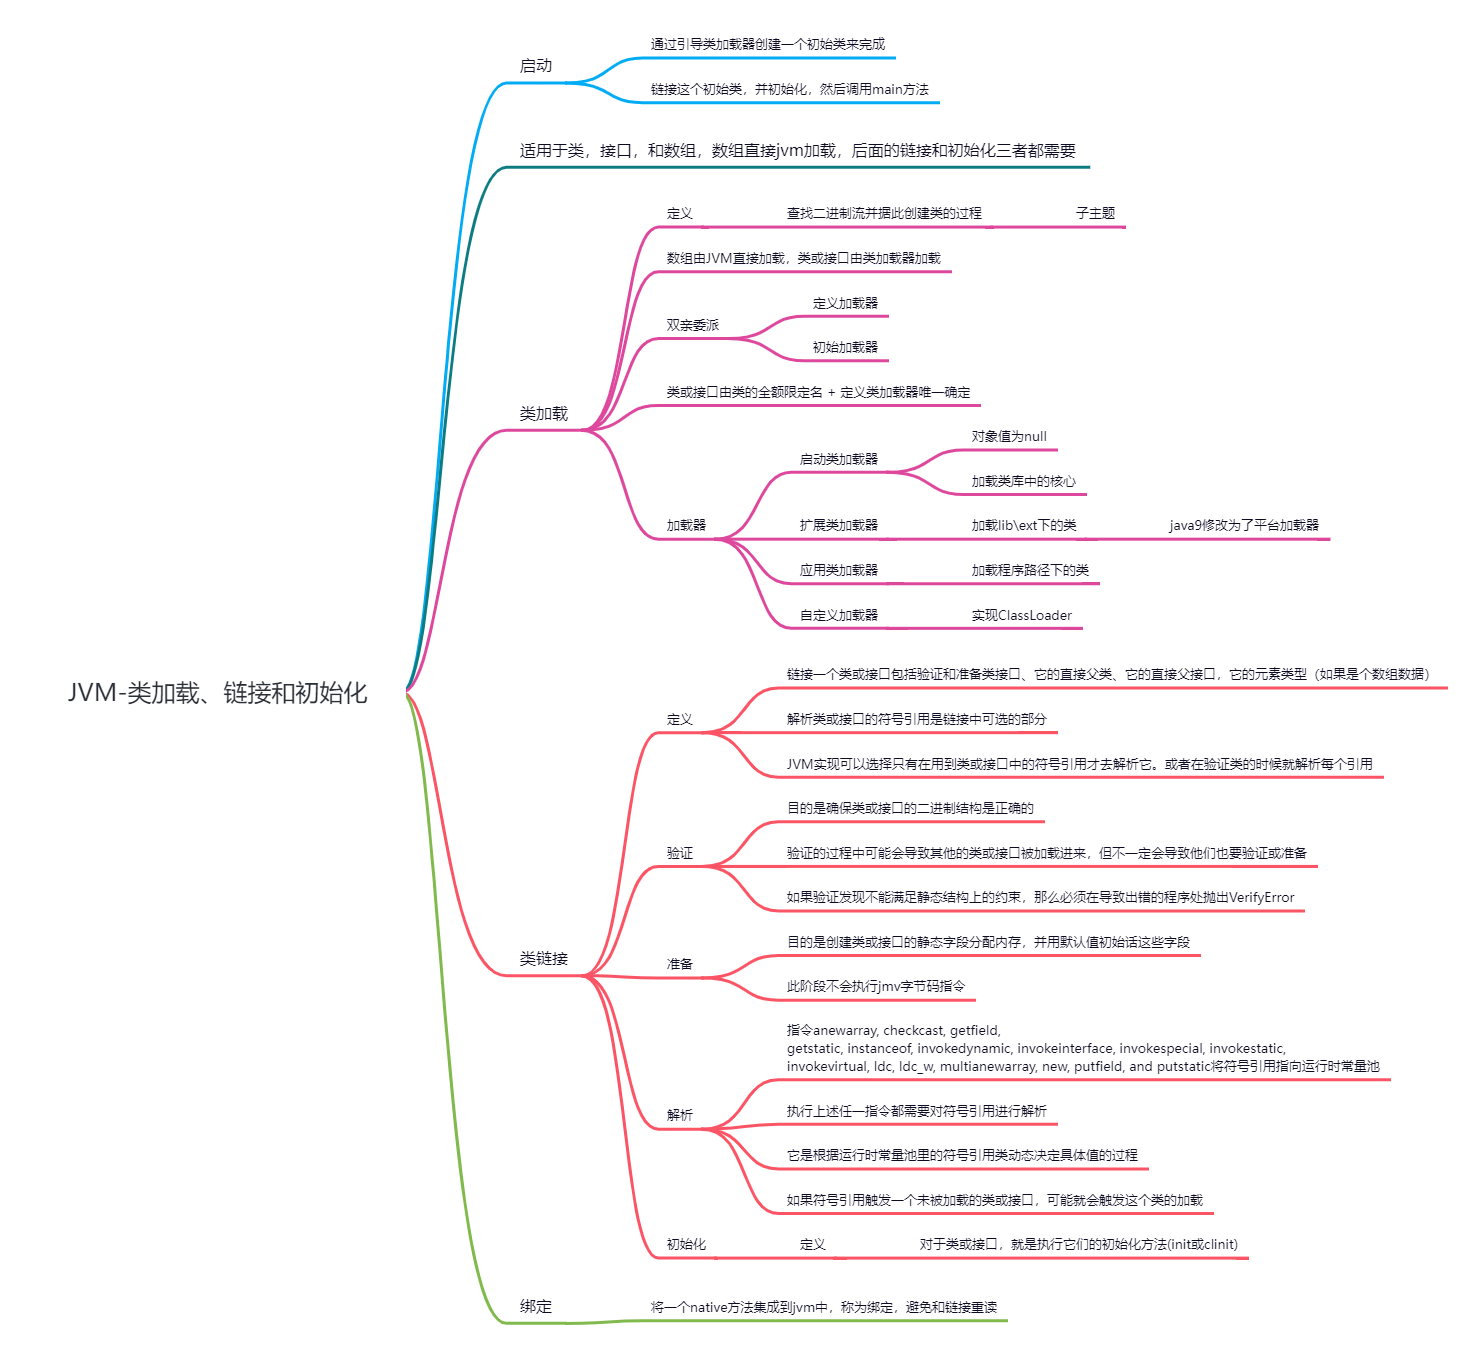 JVM-类加载、链接和初始化
启动
通过引导类加载器创建一个初始类来完成
链接这个初始类，并初始化，然后调用main方法
适用于类，接口，和数组，数组直接jvm加载，后面的链接和初始化三者都需要
类加载
定义
查找二进制流并据此创建类的过程
子主题
数组由JVM直接加载，类或接口由类加载器加载
双亲委派
定义加载器
初始加载器
类或接口由类的全额限定名 + 定义类加载器唯一确定
加载器
启动类加载器
对象值为null
加载类库中的核心
扩展类加载器
加载lib\ext下的类
java9修改为了平台加载器
应用类加载器
加载程序路径下的类
自定义加载器
实现ClassLoader
类链接
定义
链接一个类或接口包括验证和准备类接口、它的直接父类、它的直接父接口，它的元素类型（如果是个数组数据）
解析类或接口的符号引用是链接中可选的部分
JVM实现可以选择只有在用到类或接口中的符号引用才去解析它。或者在验证类的时候就解析每个引用
验证
目的是确保类或接口的二进制结构是正确的
验证的过程中可能会导致其他的类或接口被加载进来，但不一定会导致他们也要验证或准备
如果验证发现不能满足静态结构上的约束，那么必须在导致出错的程序处抛出VerifyError
准备
目的是创建类或接口的静态字段分配内存，并用默认值初始话这些字段
此阶段不会执行jmv字节码指令
解析
指令anewarray, checkcast, getfield,
getstatic, instanceof, invokedynamic, invokeinterface, invokespecial, invokestatic,
invokevirtual, ldc, ldc_w, multianewarray, new, putfield, and putstatic将符号引用指向运行时常量池
执行上述任一指令都需要对符号引用进行解析
它是根据运行时常量池里的符号引用类动态决定具体值的过程
如果符号引用触发一个未被加载的类或接口，可能就会触发这个类的加载
初始化
定义
对于类或接口，就是执行它们的初始化方法(init或clinit)
绑定
将一个native方法集成到jvm中，称为绑定，避免和链接重读